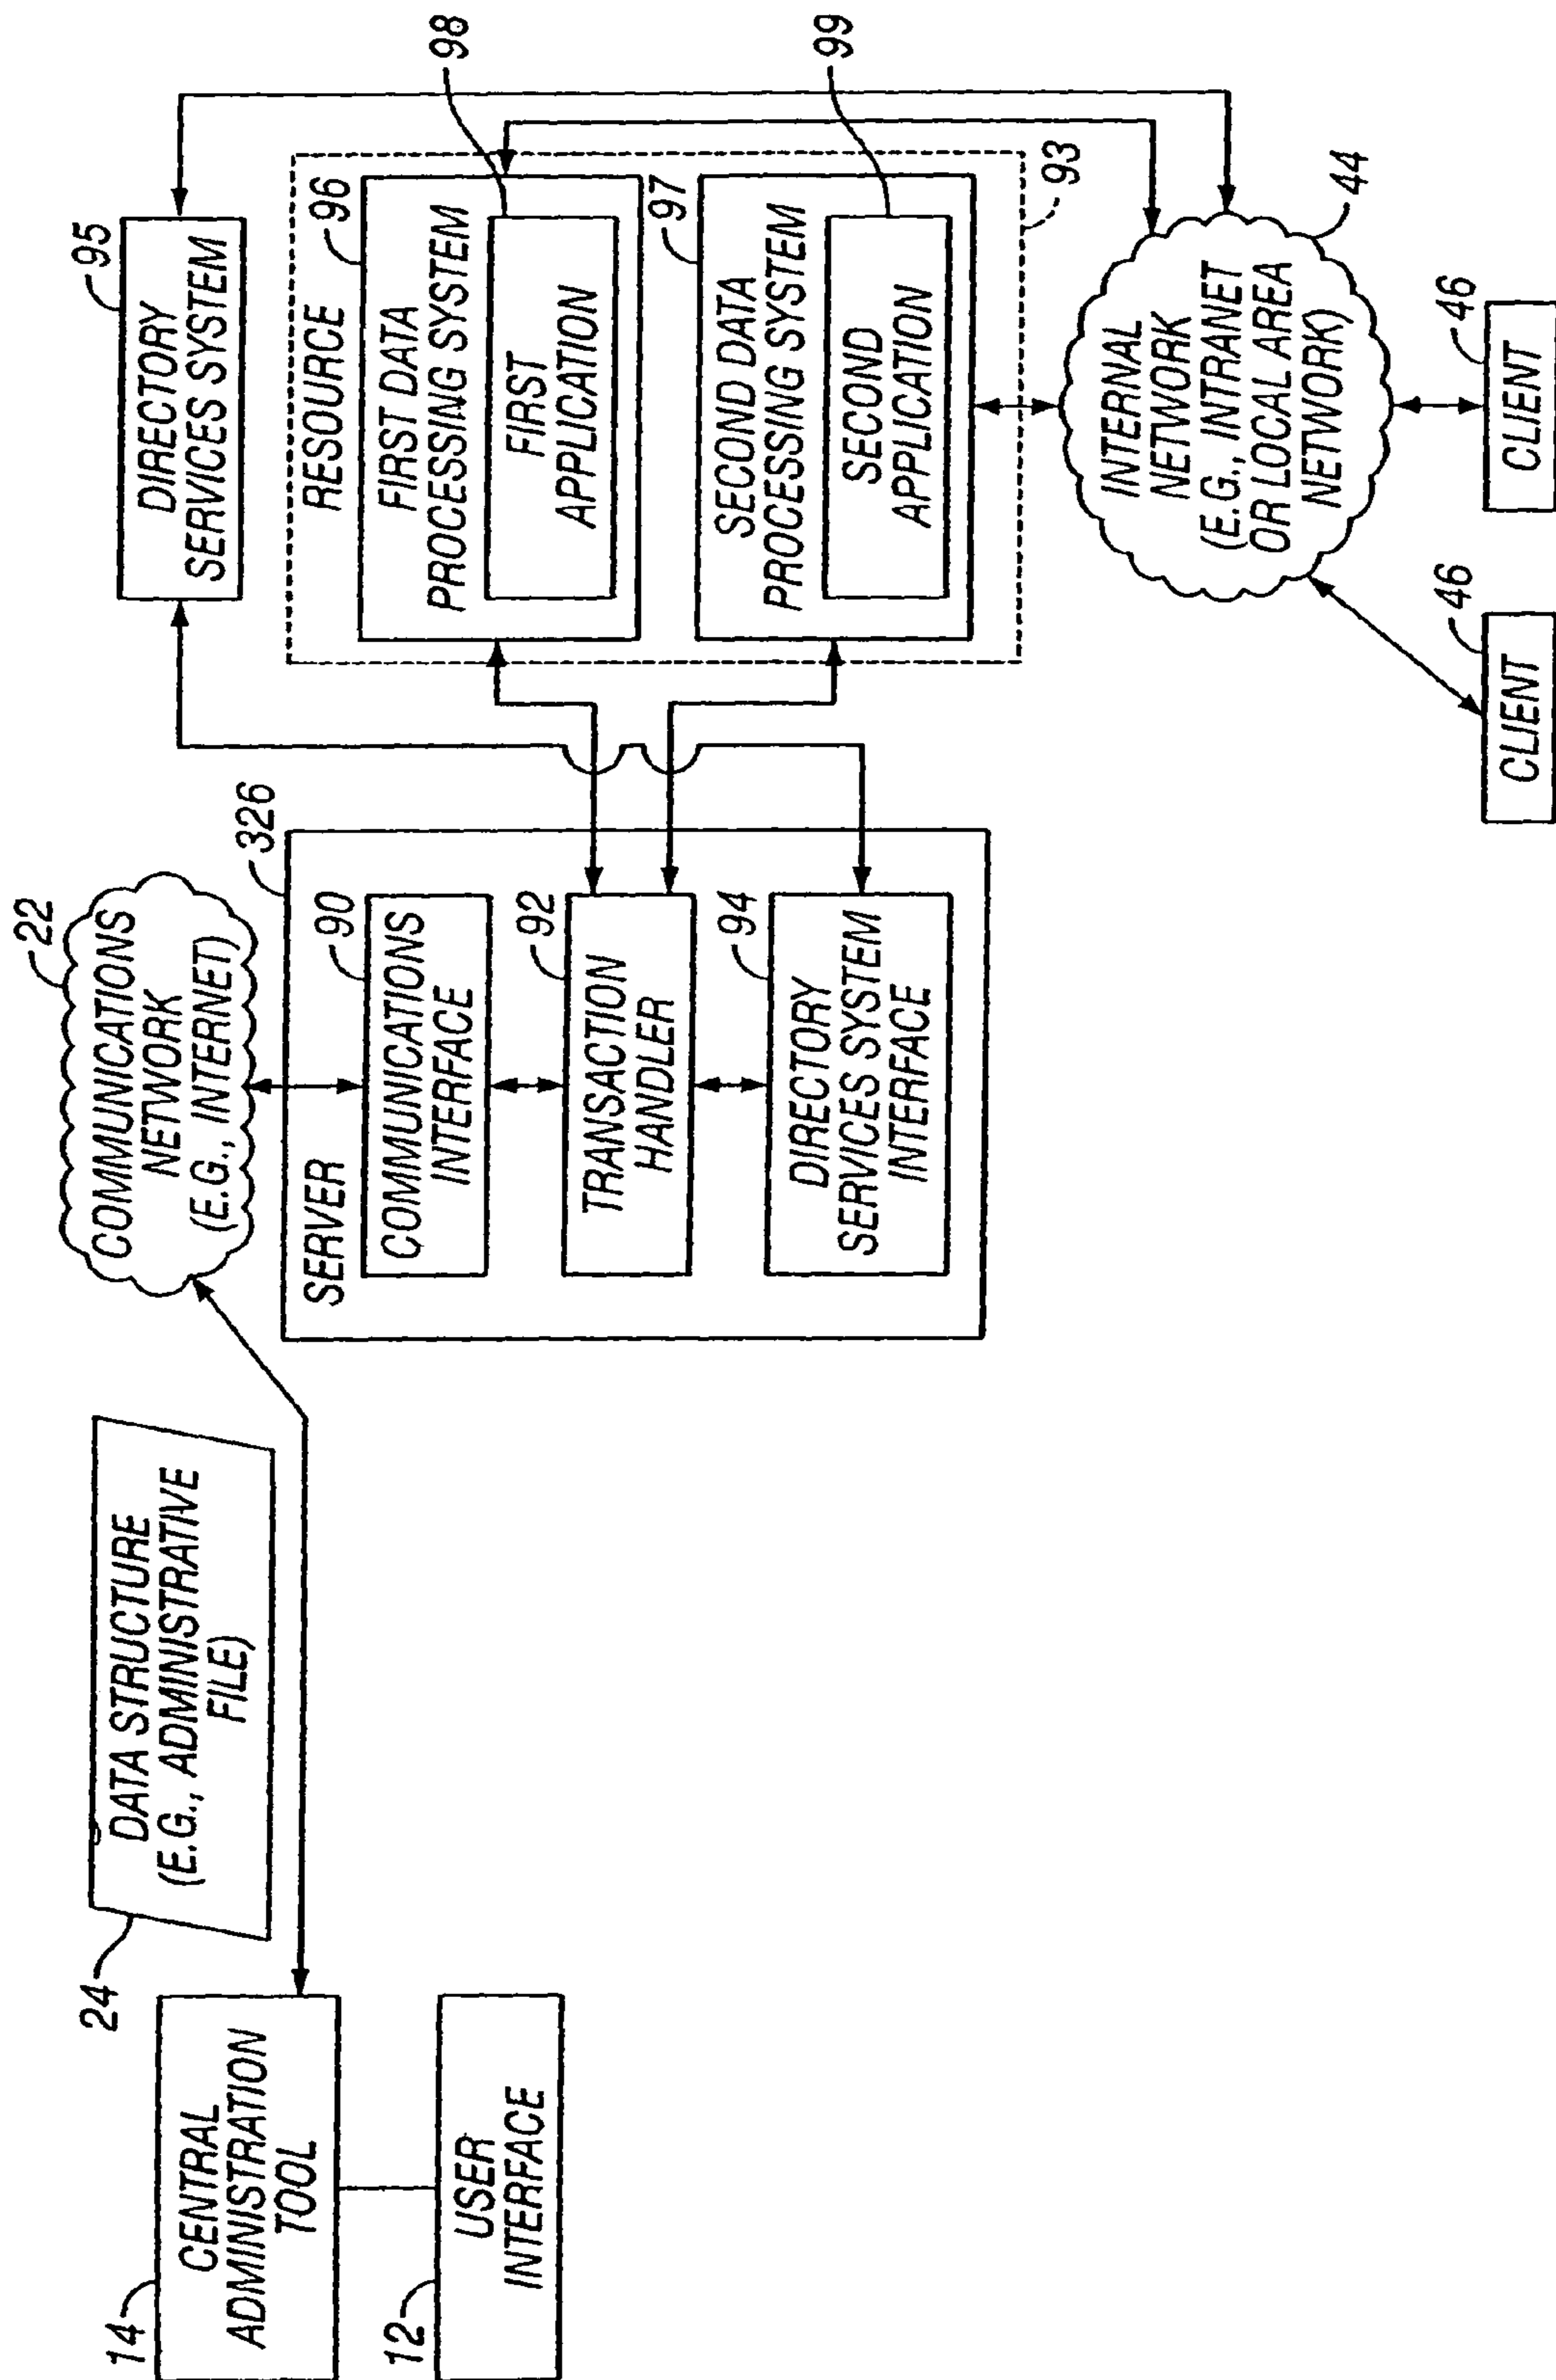 14
CENTRAL
ADMINISTRATION
TOOL
12
USER
INTERFACE
24
DATA STRUCTURE
(E.G., ADMINISTRATIVE
FILE)
22
COMMUNICATIONS
NETWORK
(E.G., INTERNET)
326
SERVER
90
COMMUNICATIONS
INTERFACE
92
TRANSACTION
HANDLER
94
DIRECTORY
SERVICES SYSTEM
INTERFACE
95
DIRECTORY
SERVICES SYSTEM
RESOURCE
96
FIRST DATA
PROCESSING SYSTEM
98
FIRST
APPLICATION
97
SECOND DATA
PROCESSING SYSTEM
99
SECOND
APPLICATION
93
INTERNAL
NETWORK
(E.G., INTRANET
OR LOCAL AREA
NETWORK)
44
46
CLIENT
46
CLIENT